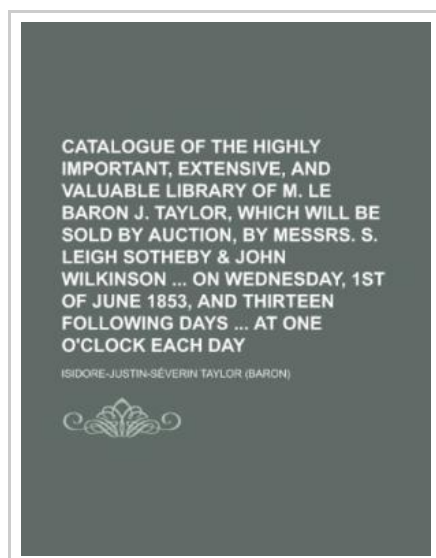 CATALOGUE OF THE HIGHLY
IMPORTANT, EXTENSIVE, AND
VALUABLE LIBRARY OF M. LE
BARON J. TAYLOR, WHICH WILL BE
SOLD BY AUCTION, BY MESSRS. S.
LEIGH SOTHEBY & JOHN
WILKINSON ... ON WEDNESDAY, 1ST
OF JUNE 1853, AND THIRTEEN
FOLLOWING DAYS ... AT ONE
O'CLOCK EACH DAY
ISIDORE-JUSTIN-SÉVERIN TAYLOR (BARON)